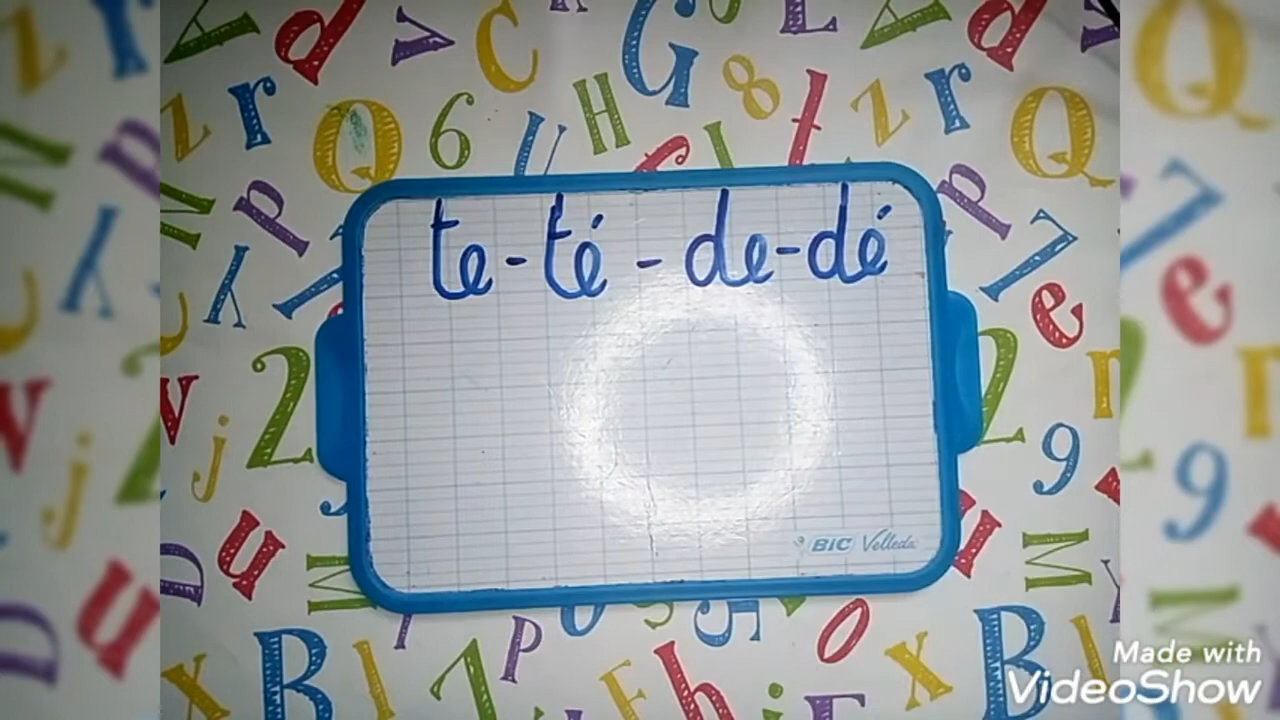 te - té - de - dé
BIC Velleda
Made with
VideoShow